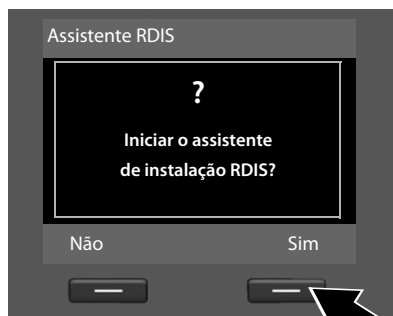 Assistente RDIS
?
Iniciar o assistente
de instalação RDIS?
Não Sim